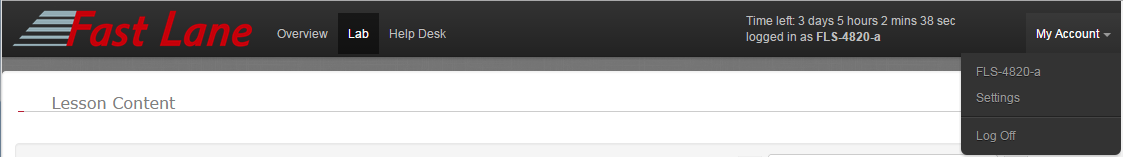 Fast Lane
Overview
Lab
Help Desk
Time left: 3 days 5 hours 2 mins 38 sec
logged in as FLS-4820-a
My Account
FLS-4820-a
Settings
Log Off
Lesson Content